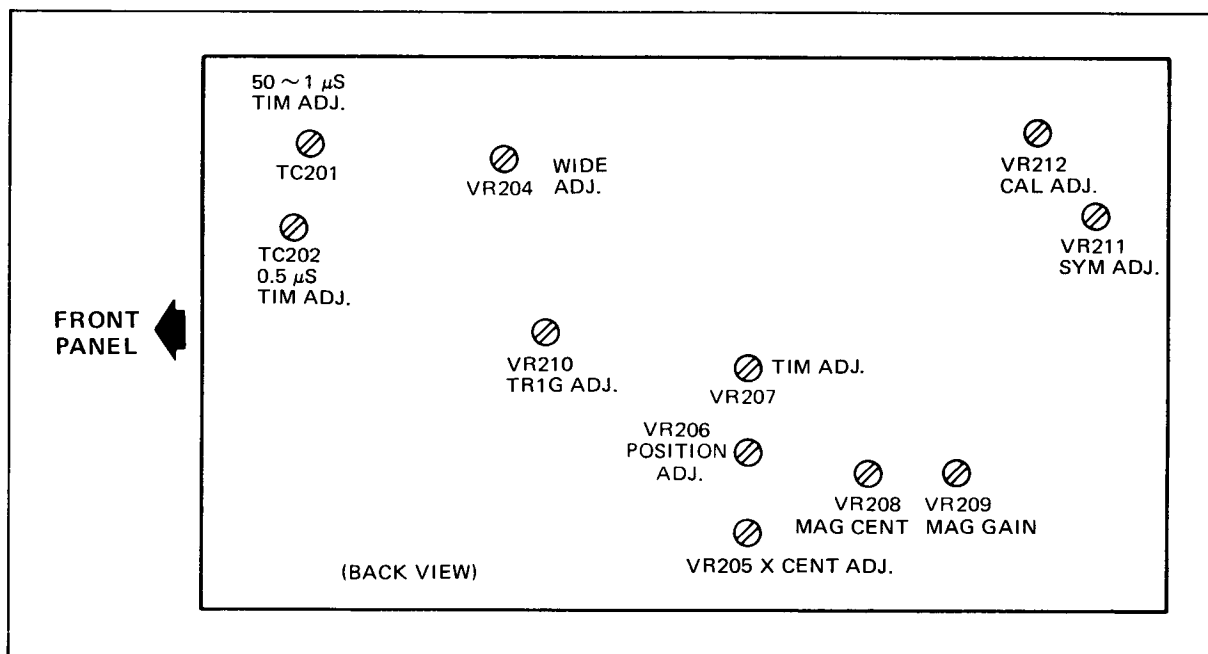 50 ~ 1 µS
TIM ADJ.
TC201
VR204
WIDE
ADJ.
VR212
CAL ADJ.
TC202
0.5 µS
TIM ADJ.
VR211
SYM ADJ.
FRONT
PANEL
VR210
TR1G ADJ.
TIM ADJ.
VR207
VR206
POSITION
ADJ.
VR208
MAG CENT
VR209
MAG GAIN
VR205 X CENT ADJ.
(BACK VIEW)